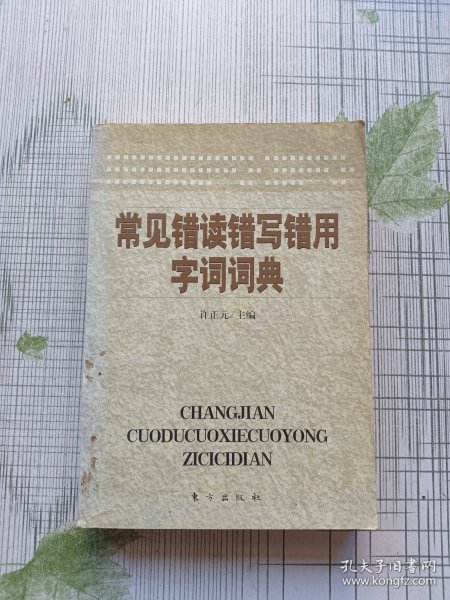 常见错读错写错用
字词词典
许正元/主编
CHANGJIAN
CUODUCUOXIECUOYONG
ZICICIDIAN
东方出版社
孔夫子旧书网
www.kongfz.com